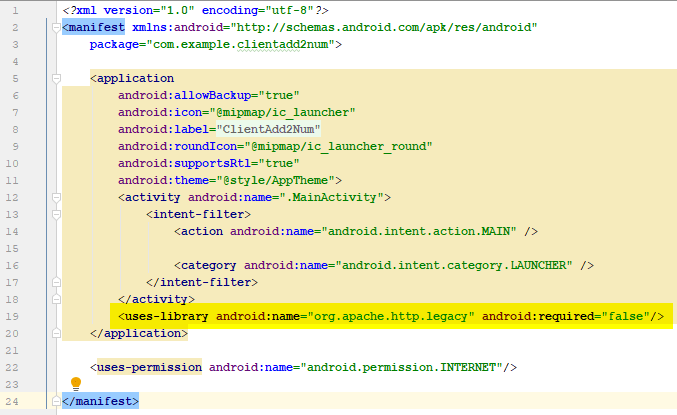 1 <?xml version="1.0" encoding="utf-8"?>
2 <manifest xmlns:android="http://schemas.android.com/apk/res/android"
3 package="com.example.clientadd2num">
4
5 <application
6 android:allowBackup="true"
7 android:icon="@mipmap/ic_launcher"
8 android:label="ClientAdd2Num"
9 android:roundIcon="@mipmap/ic_launcher_round"
10 android:supportsRtl="true"
11 android:theme="@style/AppTheme">
12 <activity android:name=".MainActivity">
13 <intent-filter>
14 <action android:name="android.intent.action.MAIN" />
15
16 <category android:name="android.intent.category.LAUNCHER" />
17 </intent-filter>
18 </activity>
19 <uses-library android:name="org.apache.http.legacy" android:required="false"/>
20 </application>
21
22 <uses-permission android:name="android.permission.INTERNET"/>
23
24 </manifest>